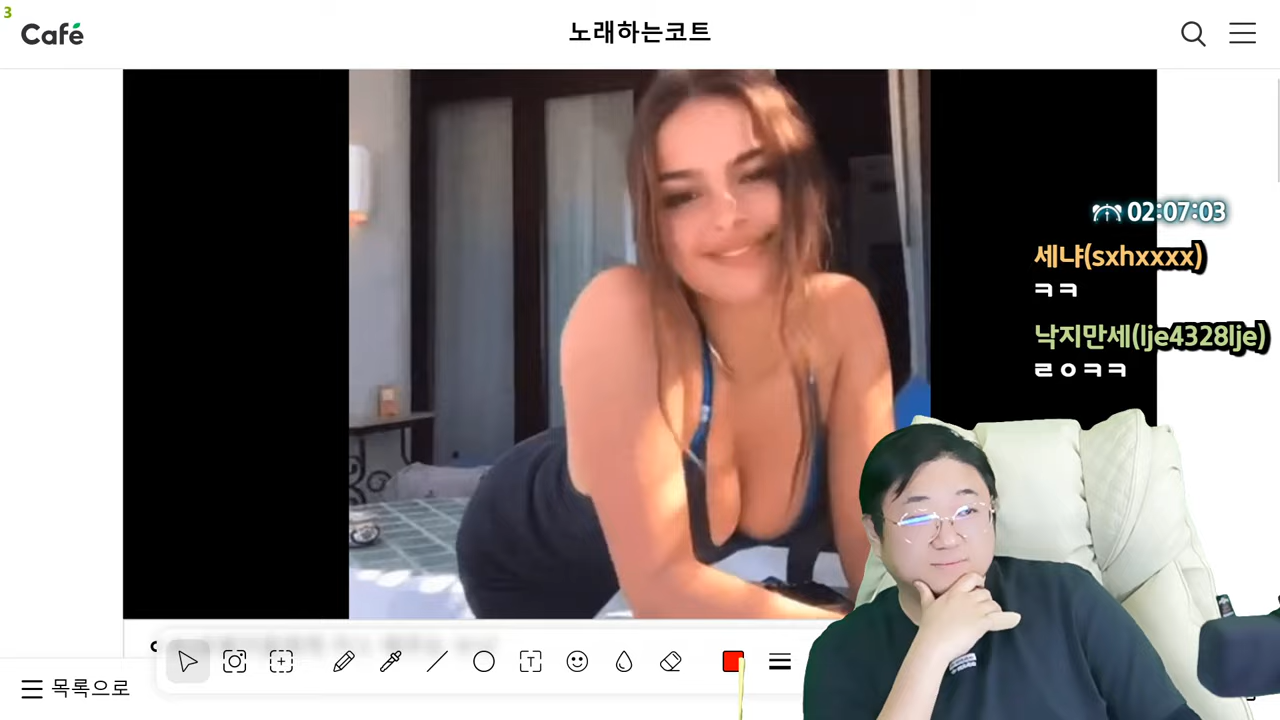 3
Café
노래하는코트
02:07:03
세냐(sxhxxxx)
ㅋㅋ
낙지만세(lje4328lje)
ㄹㅇㅋㅋ
T
목록으로